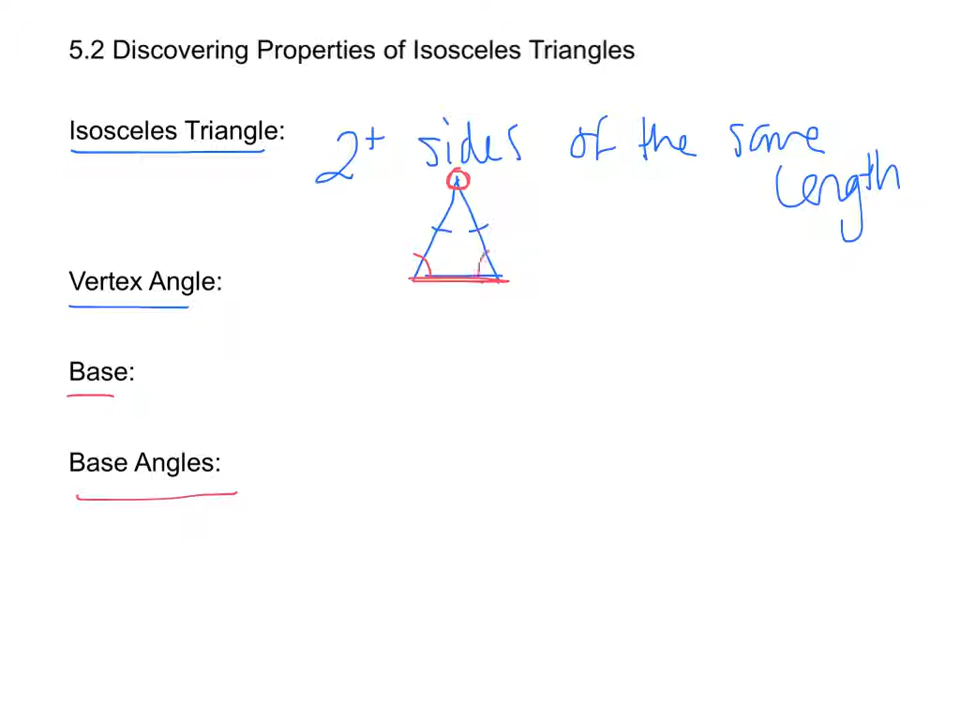 5.2 Discovering Properties of Isosceles Triangles
Isosceles Triangle: 2+ sides of the same
length
Vertex Angle:
Base:
Base Angles: